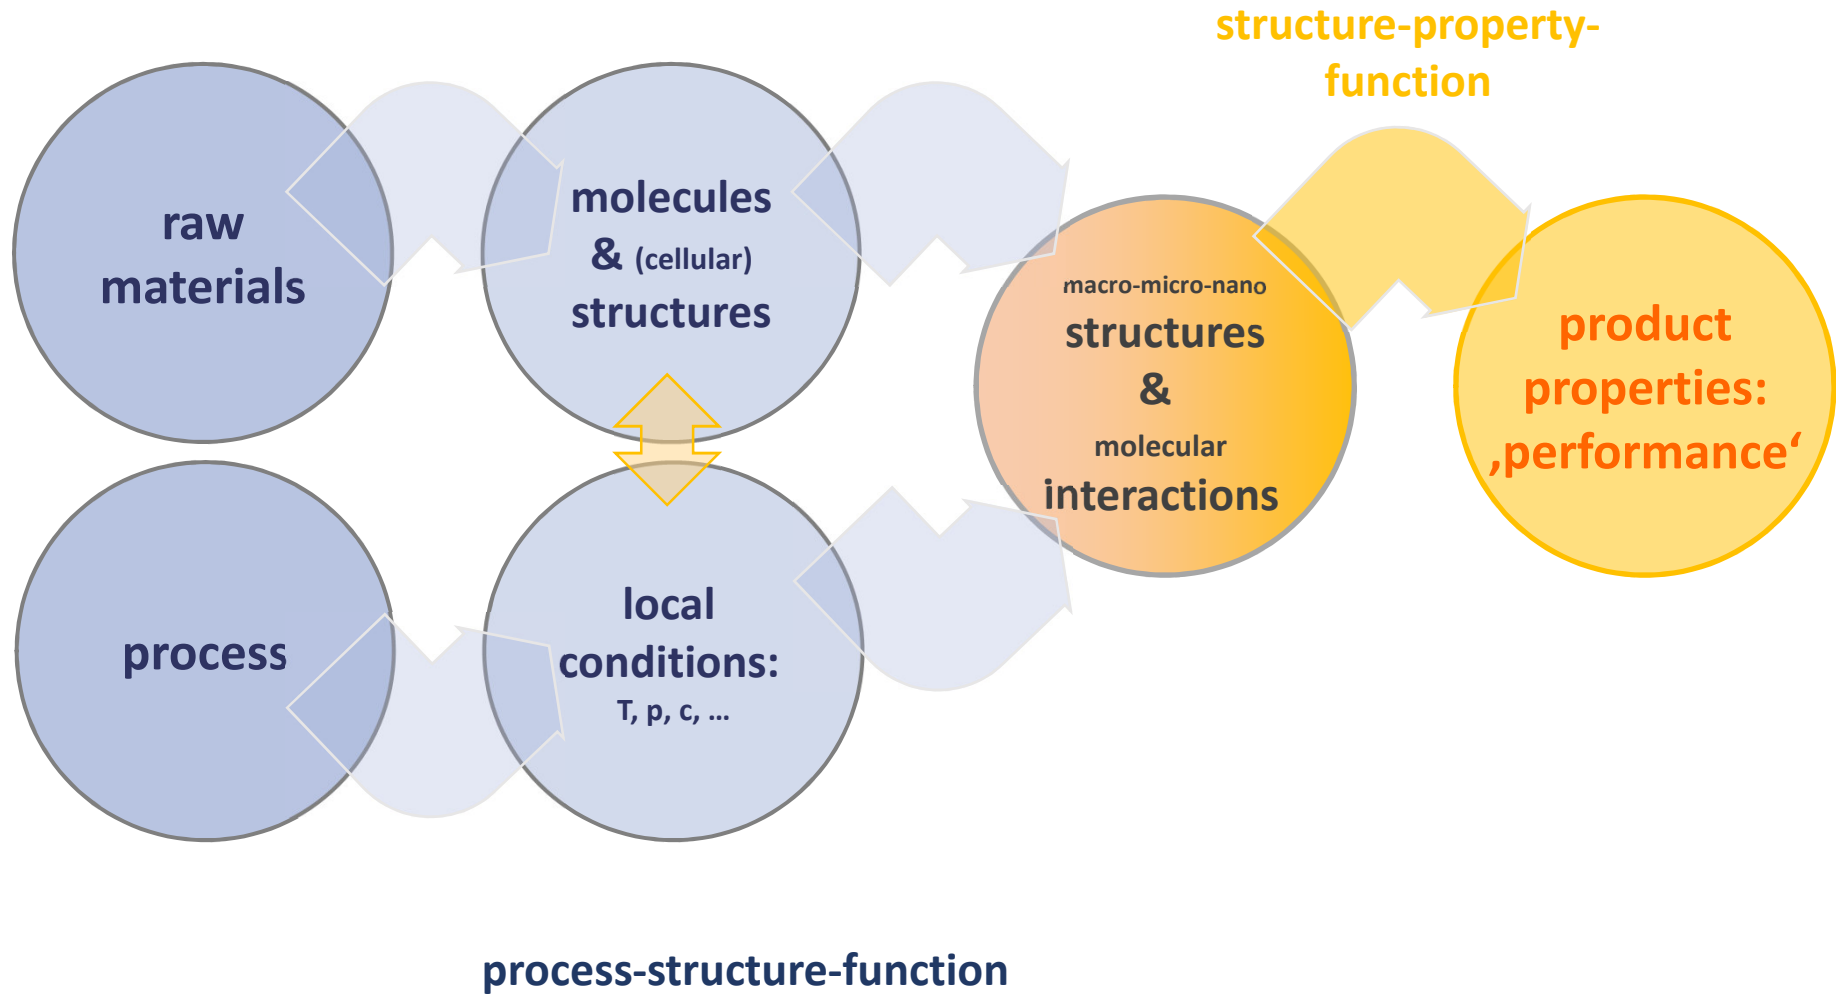 structure-property-
function
raw
materials
molecules
& (cellular)
structures
macro-micro-nano
structures
&
molecular
interactions
product
properties:
‚performance‘
process
local
conditions:
T, p, c, ...
process-structure-function